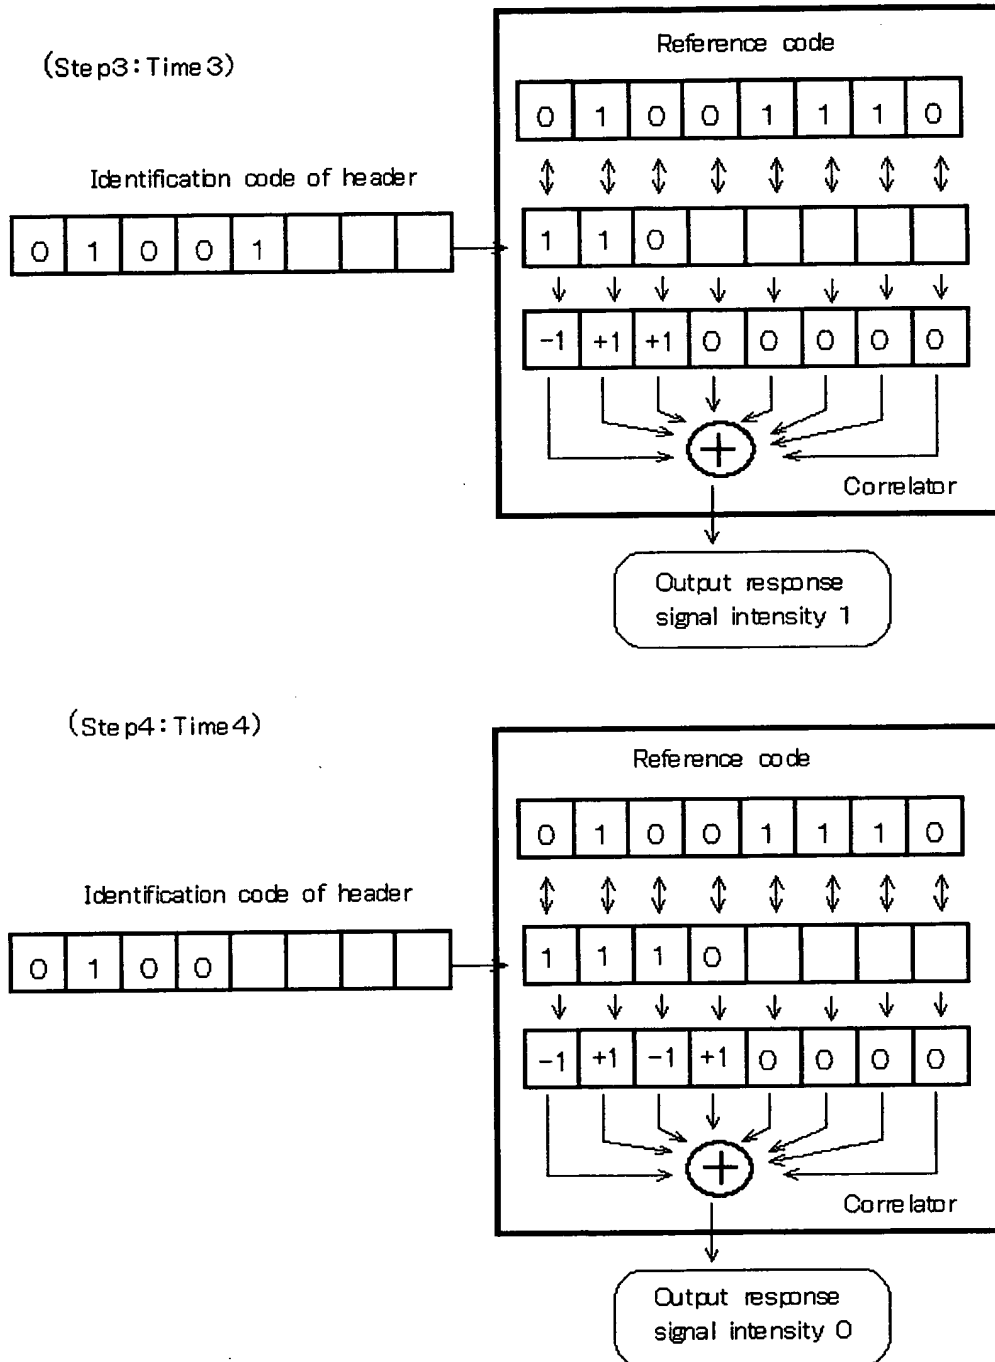 (Step3:Time3)
Reference code
0 1 0 0 1 1 1 0
Identification code of header
0 1 0 0 1
1 1 0
-1 +1 +1 0 0 0 0 0
+
Correlator
Output response
signal intensity 1
(Step4:Time4)
Reference code
0 1 0 0 1 1 1 0
Identification code of header
0 1 0 0
1 1 1 0
-1 +1 -1 +1 0 0 0 0
+
Correlator
Output response
signal intensity 0